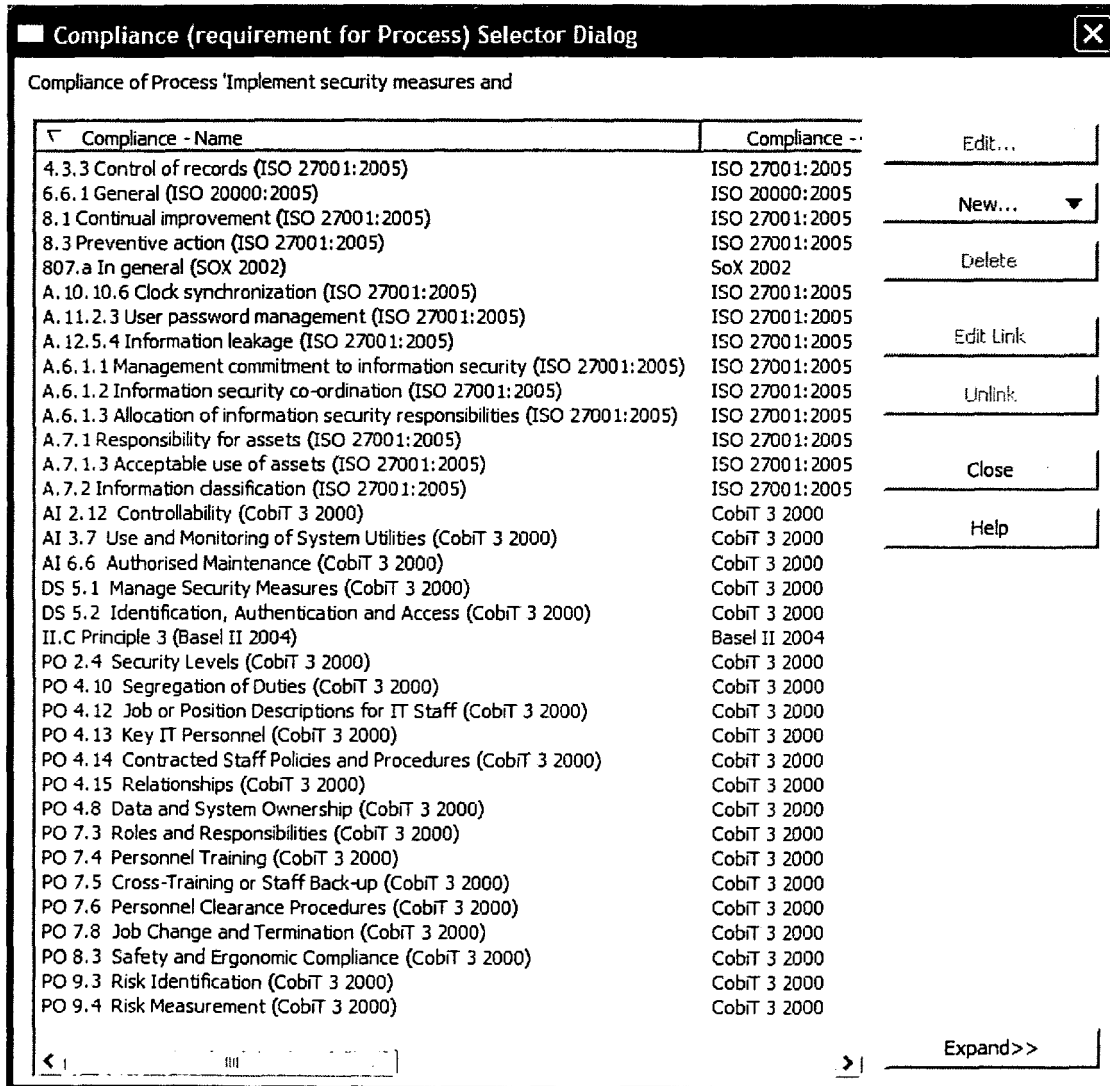 Compliance (requirement for Process) Selector Dialog
Compliance of Process 'Implement security measures and
Compliance - Name Compliance - Edit...
4.3.3 Control of records (ISO 27001:2005) ISO 27001:2005
6.6.1 General (ISO 20000:2005) ISO 20000:2005 New...
8.1 Continual improvement (ISO 27001:2005) ISO 27001:2005
8.3 Preventive action (ISO 27001:2005) ISO 27001:2005
807.a In general (SOX 2002) SoX 2002 Delete
A.10.10.6 Clock synchronization (ISO 27001:2005) ISO 27001:2005
A.11.2.3 User password management (ISO 27001:2005) ISO 27001:2005
A.12.5.4 Information leakage (ISO 27001:2005) ISO 27001:2005 Edit Link
A.6.1.1 Management commitment to information security (ISO 27001:2005) ISO 27001:2005
A.6.1.2 Information security co-ordination (ISO 27001:2005) ISO 27001:2005 Unlink
A.6.1.3 Allocation of information security responsibilities (ISO 27001:2005) ISO 27001:2005
A.7.1 Responsibility for assets (ISO 27001:2005) ISO 27001:2005
A.7.1.3 Acceptable use of assets (ISO 27001:2005) ISO 27001:2005 Close
A.7.2 Information classification (ISO 27001:2005) ISO 27001:2005
AI 2.12 Controllability (CobiT 3 2000) CobiT 3 2000
AI 3.7 Use and Monitoring of System Utilities (CobiT 3 2000) CobiT 3 2000 Help
AI 6.6 Authorised Maintenance (CobiT 3 2000) CobiT 3 2000
DS 5.1 Manage Security Measures (CobiT 3 2000) CobiT 3 2000
DS 5.2 Identification, Authentication and Access (CobiT 3 2000) CobiT 3 2000
II.C Principle 3 (Basel II 2004) Basel II 2004
PO 2.4 Security Levels (CobiT 3 2000) CobiT 3 2000
PO 4.10 Segregation of Duties (CobiT 3 2000) CobiT 3 2000
PO 4.12 Job or Position Descriptions for IT Staff (CobiT 3 2000) CobiT 3 2000
PO 4.13 Key IT Personnel (CobiT 3 2000) CobiT 3 2000
PO 4.14 Contracted Staff Policies and Procedures (CobiT 3 2000) CobiT 3 2000
PO 4.15 Relationships (CobiT 3 2000) CobiT 3 2000
PO 4.8 Data and System Ownership (CobiT 3 2000) CobiT 3 2000
PO 7.3 Roles and Responsibilities (CobiT 3 2000) CobiT 3 2000
PO 7.4 Personnel Training (CobiT 3 2000) CobiT 3 2000
PO 7.5 Cross-Training or Staff Back-up (CobiT 3 2000) CobiT 3 2000
PO 7.6 Personnel Clearance Procedures (CobiT 3 2000) CobiT 3 2000
PO 7.8 Job Change and Termination (CobiT 3 2000) CobiT 3 2000
PO 8.3 Safety and Ergonomic Compliance (CobiT 3 2000) CobiT 3 2000
PO 9.3 Risk Identification (CobiT 3 2000) CobiT 3 2000
PO 9.4 Risk Measurement (CobiT 3 2000) CobiT 3 2000
Expand>>